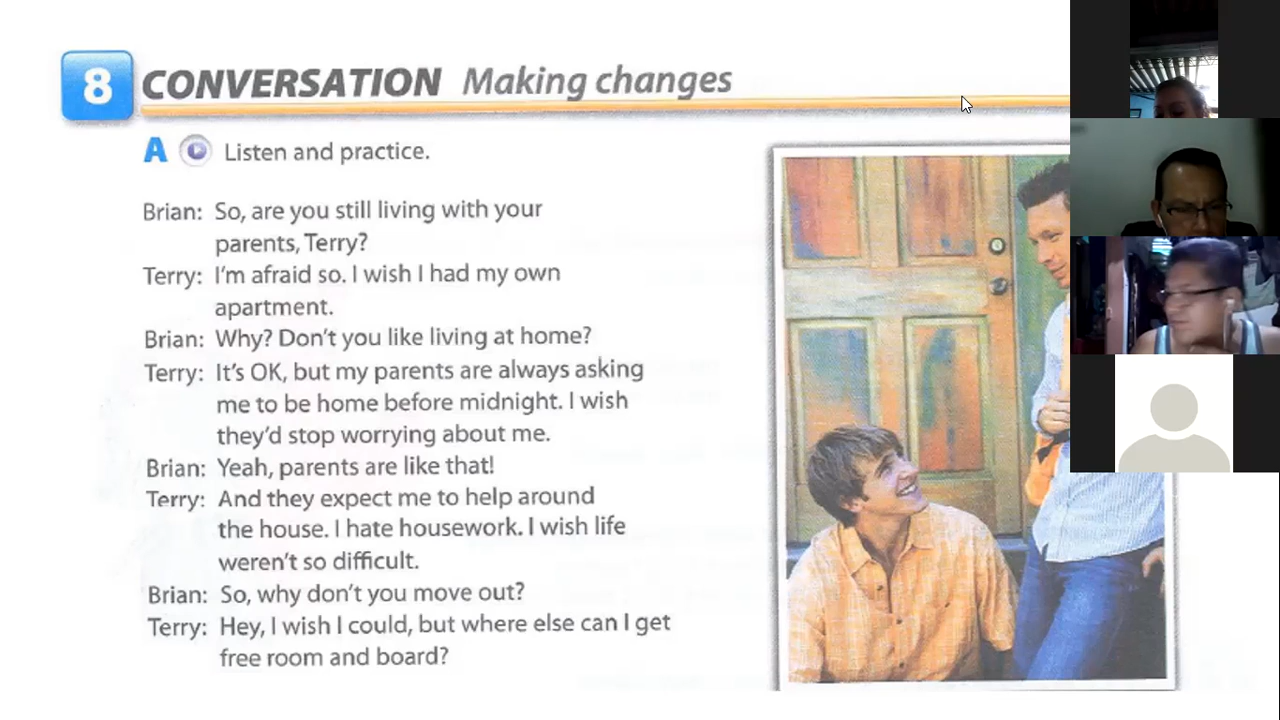 8 CONVERSATION Making changes
A Listen and practice.
Brian: So, are you still living with your
parents, Terry?
Terry: I'm afraid so. I wish I had my own
apartment.
Brian: Why? Don't you like living at home?
Terry: It's OK, but my parents are always asking
me to be home before midnight. I wish
they'd stop worrying about me.
Brian: Yeah, parents are like that!
Terry: And they expect me to help around
the house. I hate housework. I wish life
weren't so difficult.
Brian: So, why don't you move out?
Terry: Hey, I wish I could, but where else can I get
free room and board?